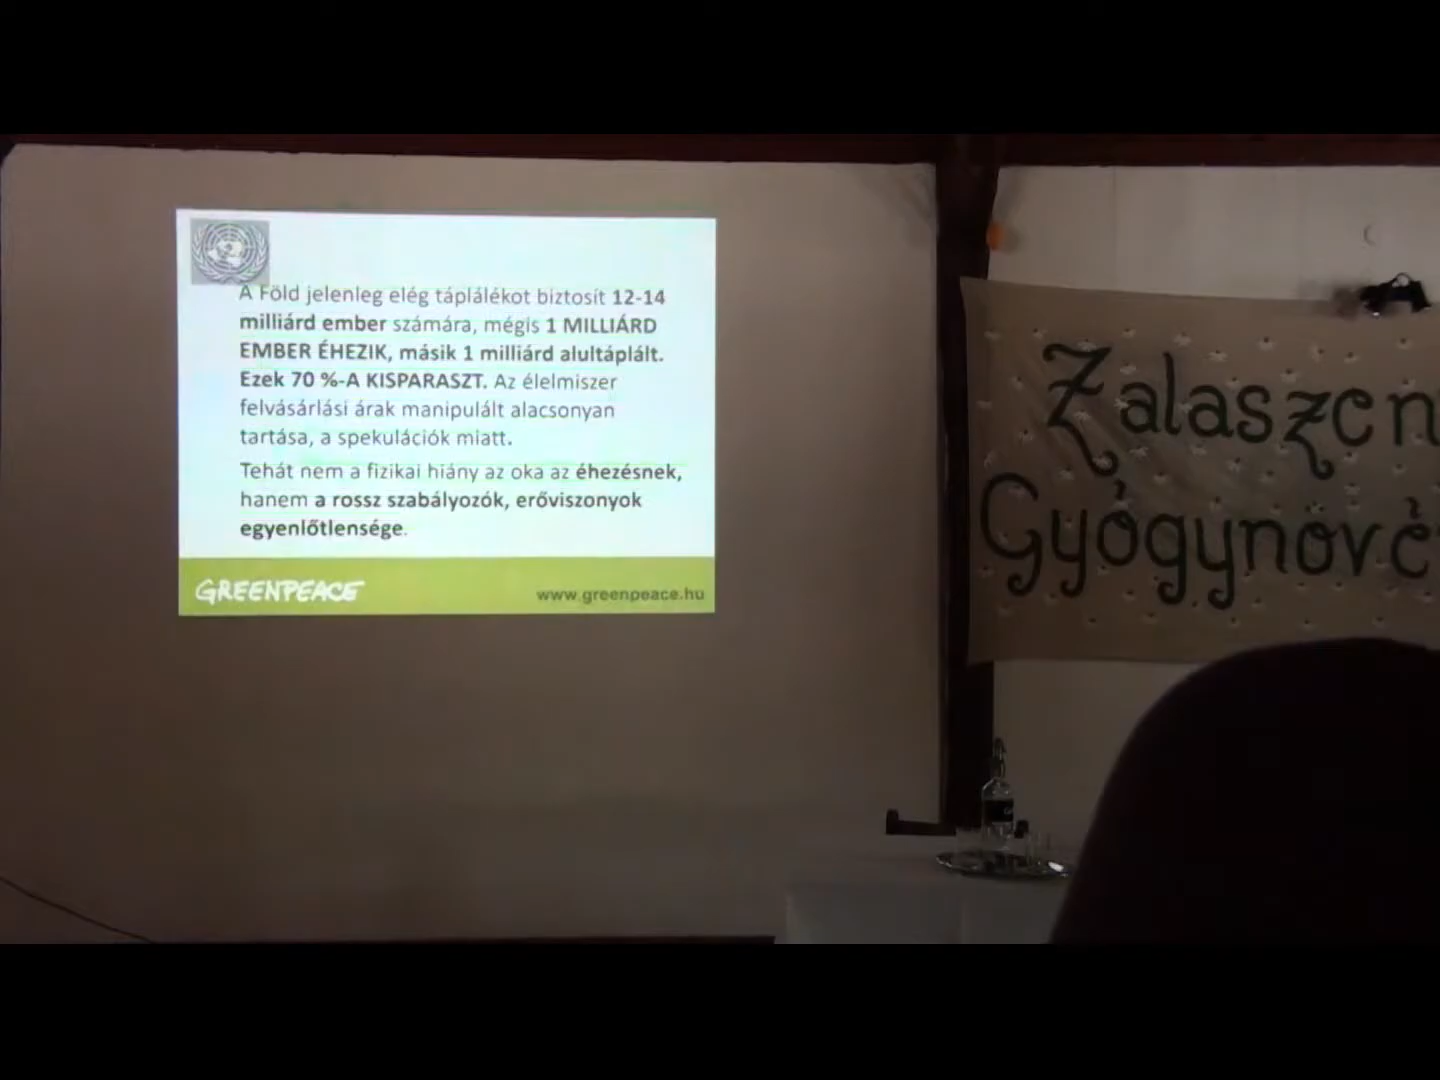 A Föld jelenleg elég táplálékot biztosít 12-14
milliárd ember számára, mégis 1 MILLIÁRD
EMBER ÉHEZIK, másik 1 milliárd alultáplált.
Ezek 70 %-A KISPARASZT. Az élelmiszer
felvásárlási árak manipulált alacsonyan
tartása, a spekulációk miatt.
Tehát nem a fizikai hiány az oka az éhezésnek,
hanem a rossz szabályozók, erőviszonyok
egyenlőtlensége.
GREENPEACE
www.greenpeace.hu
Zalaszen
Gyógynövé